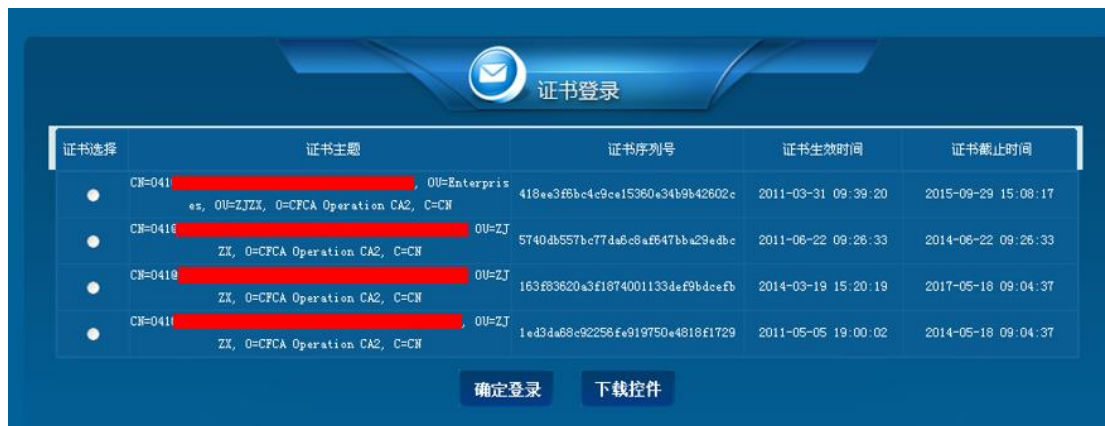 证书登录
证书选择 证书主题 证书序列号 证书生效时间 证书截止时间
CN=041 , OU=Enterpris
es, OU=ZJZX, O=CFCA Operation CA2, C=CN
418ee3f6bc4c9ce15360e34b9b42602c 2011-03-31 09:39:20 2015-09-29 15:08:17
CN=041@ OU=ZJ
ZX, O=CFCA Operation CA2, C=CN
5740db557bc77da6c8af647bba29edbc 2011-06-22 09:26:33 2014-06-22 09:26:33
CN=041@ OU=ZJ
ZX, O=CFCA Operation CA2, C=CN
163f83620a3f1874001133def9bdcefb 2014-03-19 15:20:19 2017-05-18 09:04:37
CN=041 , OU=ZJ
ZX, O=CFCA Operation CA2, C=CN
1ed3da68c92256fe919750e4818f1729 2011-05-05 19:00:02 2014-05-18 09:04:37
确定登录 下载控件